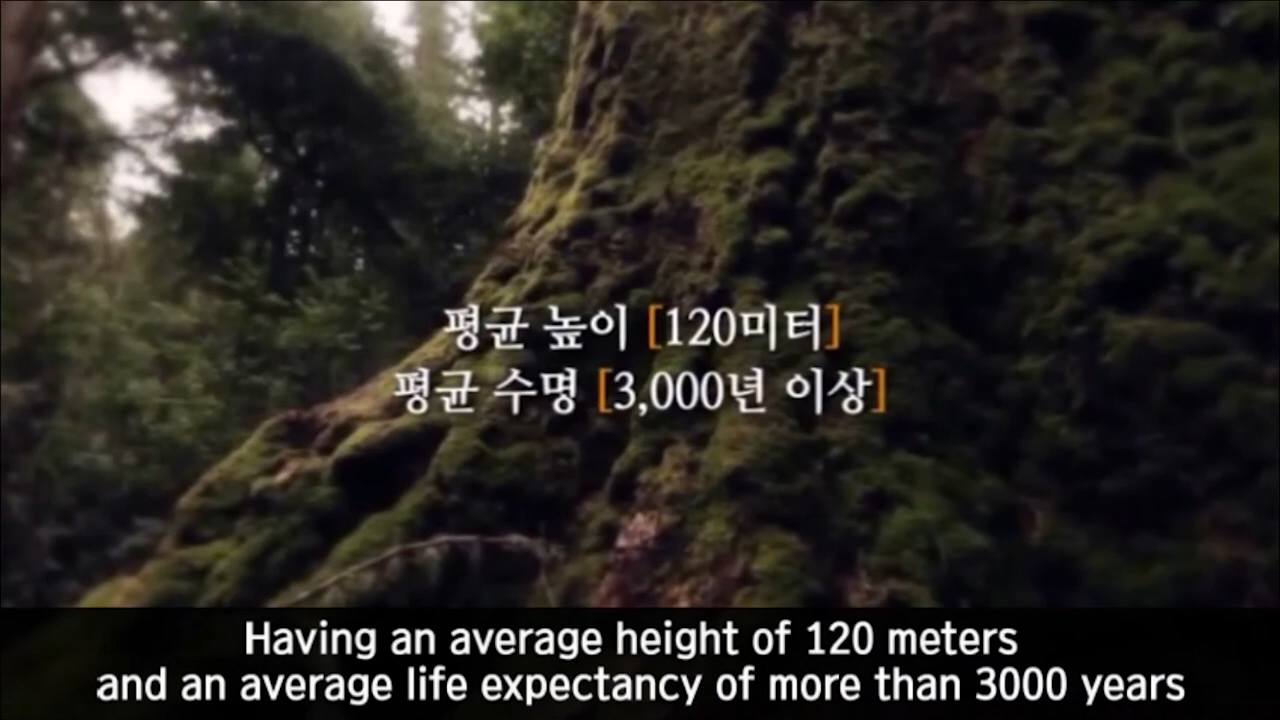 평균 높이 [120미터]
평균 수명 [3,000년 이상]
Having an average height of 120 meters
and an average life expectancy of more than 3000 years